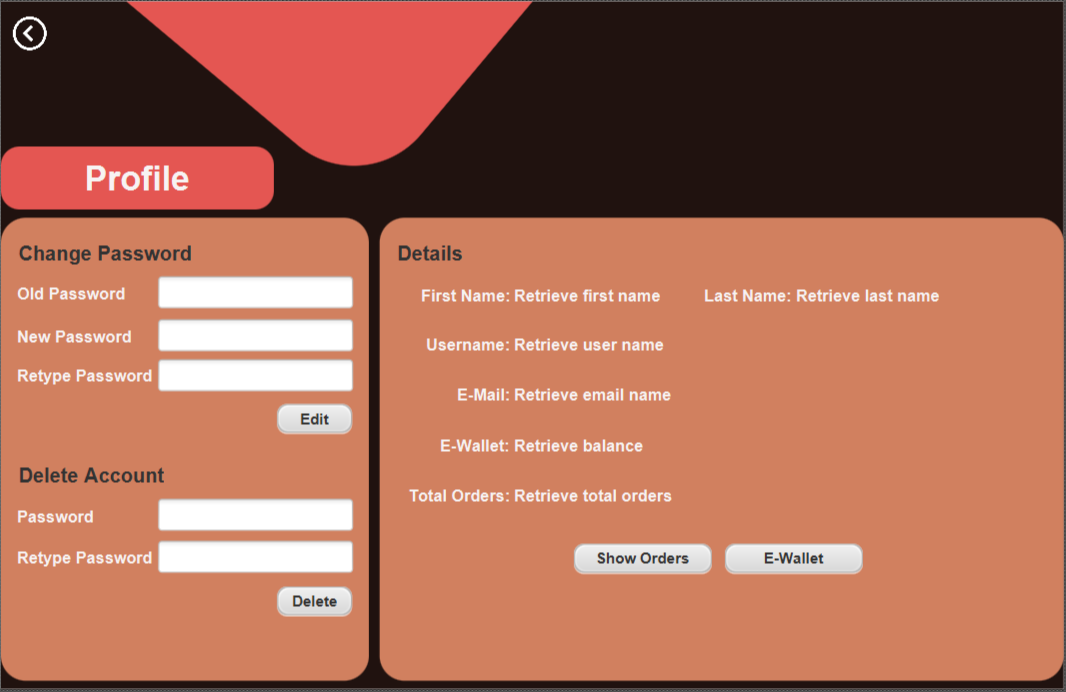 Profile
Change Password
Old Password
New Password
Retype Password
Edit
Delete Account
Password
Retype Password
Delete
Details
First Name: Retrieve first name Last Name: Retrieve last name
Username: Retrieve user name
E-Mail: Retrieve email name
E-Wallet: Retrieve balance
Total Orders: Retrieve total orders
Show Orders E-Wallet